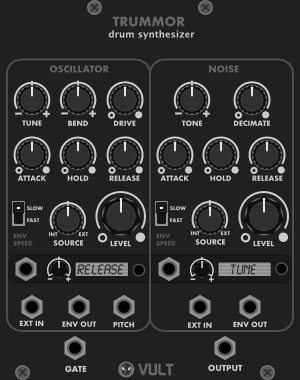 TRUMMOR
drum synthesizer
OSCILLATOR
NOISE
TUNE BEND DRIVE
TONE DECIMATE
ATTACK HOLD RELEASE
ATTACK HOLD RELEASE
SLOW
FAST
ENV
SPEED
INT EXT
SOURCE
LEVEL
SLOW
FAST
ENV
SPEED
INT EXT
SOURCE
LEVEL
- +
RELEASE
- +
TUNE
EXT IN ENV OUT PITCH
EXT IN ENV OUT
GATE
VULT
OUTPUT